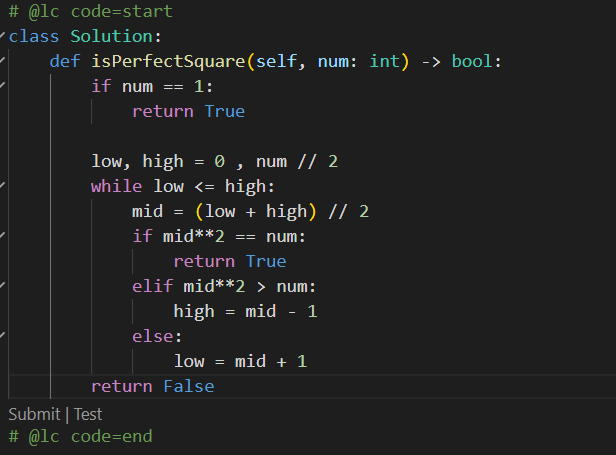 # @lc code=start
class Solution:
    def isPerfectSquare(self, num: int) -> bool:
        if num == 1:
            return True

        low, high = 0 , num // 2
        while low <= high:
            mid = (low + high) // 2
            if mid**2 == num:
                return True
            elif mid**2 > num:
                high = mid - 1
            else:
                low = mid + 1
        return False
Submit | Test
# @lc code=end